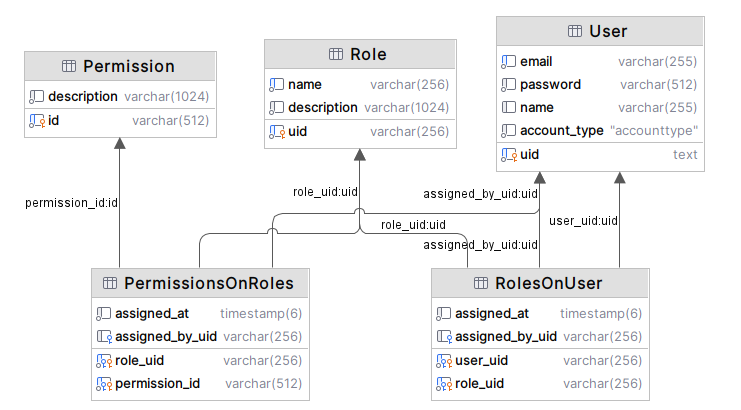 Permission
description varchar(1024)
id varchar(512)
Role
name varchar(256)
description varchar(1024)
uid varchar(256)
User
email varchar(255)
password varchar(512)
name varchar(255)
account_type "accounttype"
uid text
permission_id:id
role_uid:uid
assigned_by_uid:uid
role_uid:uid
user_uid:uid
assigned_by_uid:uid
PermissionsOnRoles
assigned_at timestamp(6)
assigned_by_uid varchar(256)
role_uid varchar(256)
permission_id varchar(512)
RolesOnUser
assigned_at timestamp(6)
assigned_by_uid varchar(256)
user_uid varchar(256)
role_uid varchar(256)